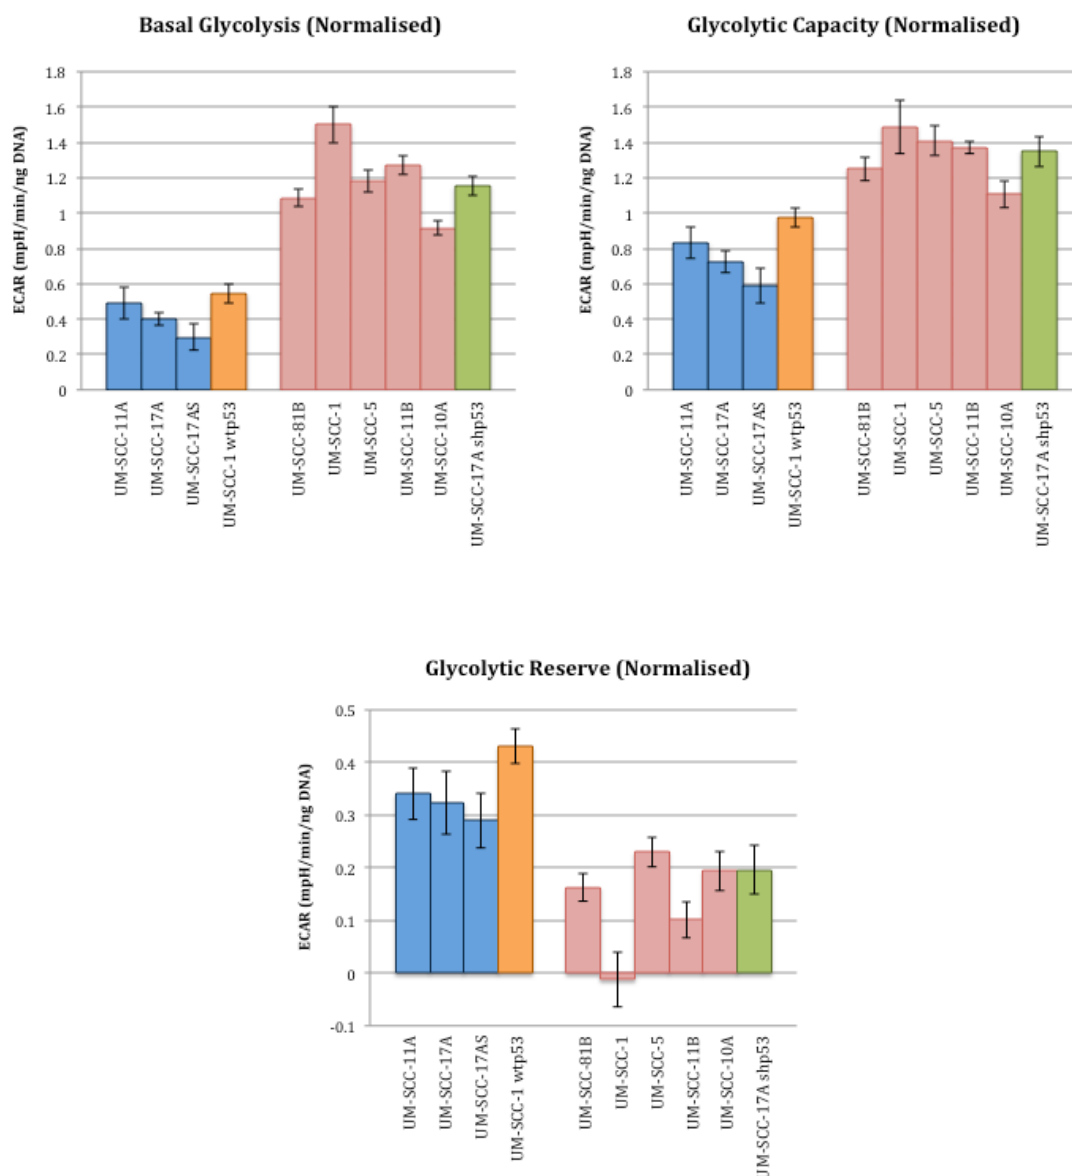 Basal Glycolysis (Normalised)
ECAR (mpH/min/ng DNA)
1.8
1.6
1.4
1.2
1
0.8
0.6
0.4
0.2
0
UM-SCC-11A
UM-SCC-17A
UM-SCC-17AS
UM-SCC-1 wtp53
UM-SCC-81B
UM-SCC-1
UM-SCC-5
UM-SCC-11B
UM-SCC-10A
UM-SCC-17A shp53
Glycolytic Capacity (Normalised)
ECAR (mpH/min/ng DNA)
1.8
1.6
1.4
1.2
1
0.8
0.6
0.4
0.2
0
UM-SCC-11A
UM-SCC-17A
UM-SCC-17AS
UM-SCC-1 wtp53
UM-SCC-81B
UM-SCC-1
UM-SCC-5
UM-SCC-11B
UM-SCC-10A
UM-SCC-17A shp53
Glycolytic Reserve (Normalised)
ECAR (mpH/min/ng DNA)
0.5
0.4
0.3
0.2
0.1
0
-0.1
UM-SCC-11A
UM-SCC-17A
UM-SCC-17AS
UM-SCC-1 wtp53
UM-SCC-81B
UM-SCC-1
UM-SCC-5
UM-SCC-11B
UM-SCC-10A
UM-SCC-17A shp53